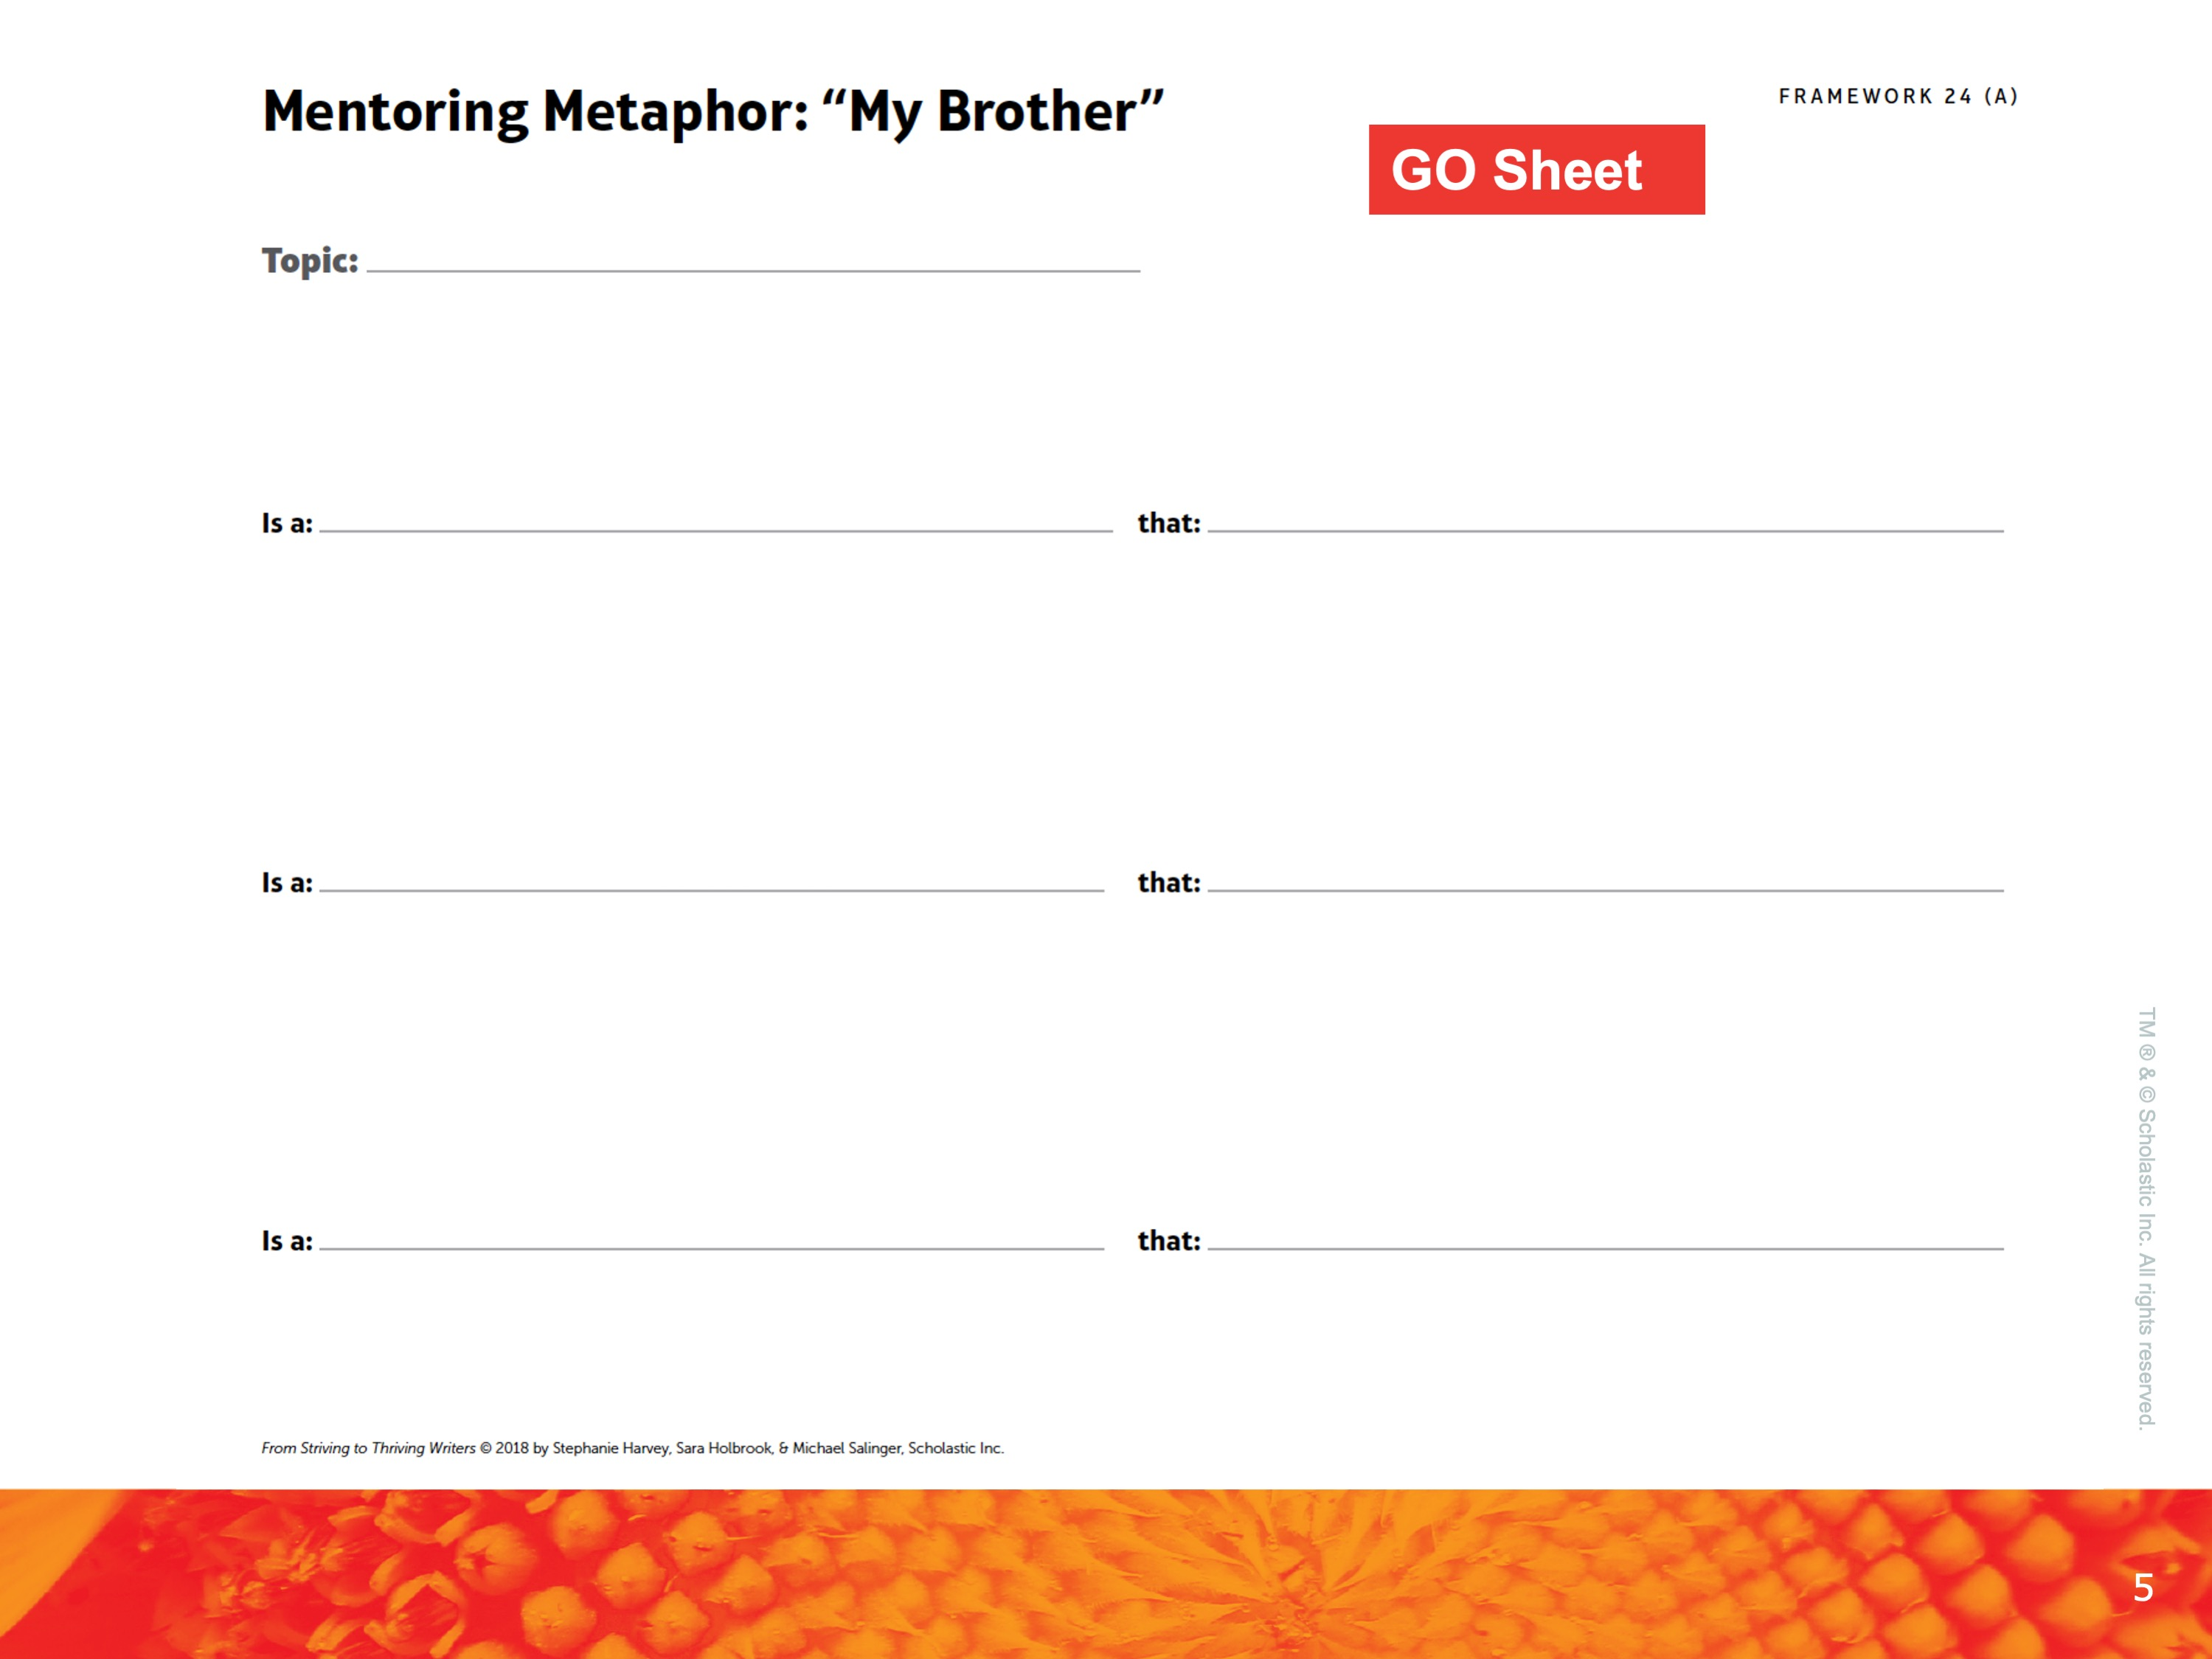 Mentoring Metaphor: “My Brother”
FRAMEWORK 24 (A)
GO Sheet
Topic:
Is a: that:
Is a: that:
Is a: that:
TM ® & © Scholastic Inc. All rights reserved.
From Striving to Thriving Writers © 2018 by Stephanie Harvey, Sara Holbrook, & Michael Salinger, Scholastic Inc.
5